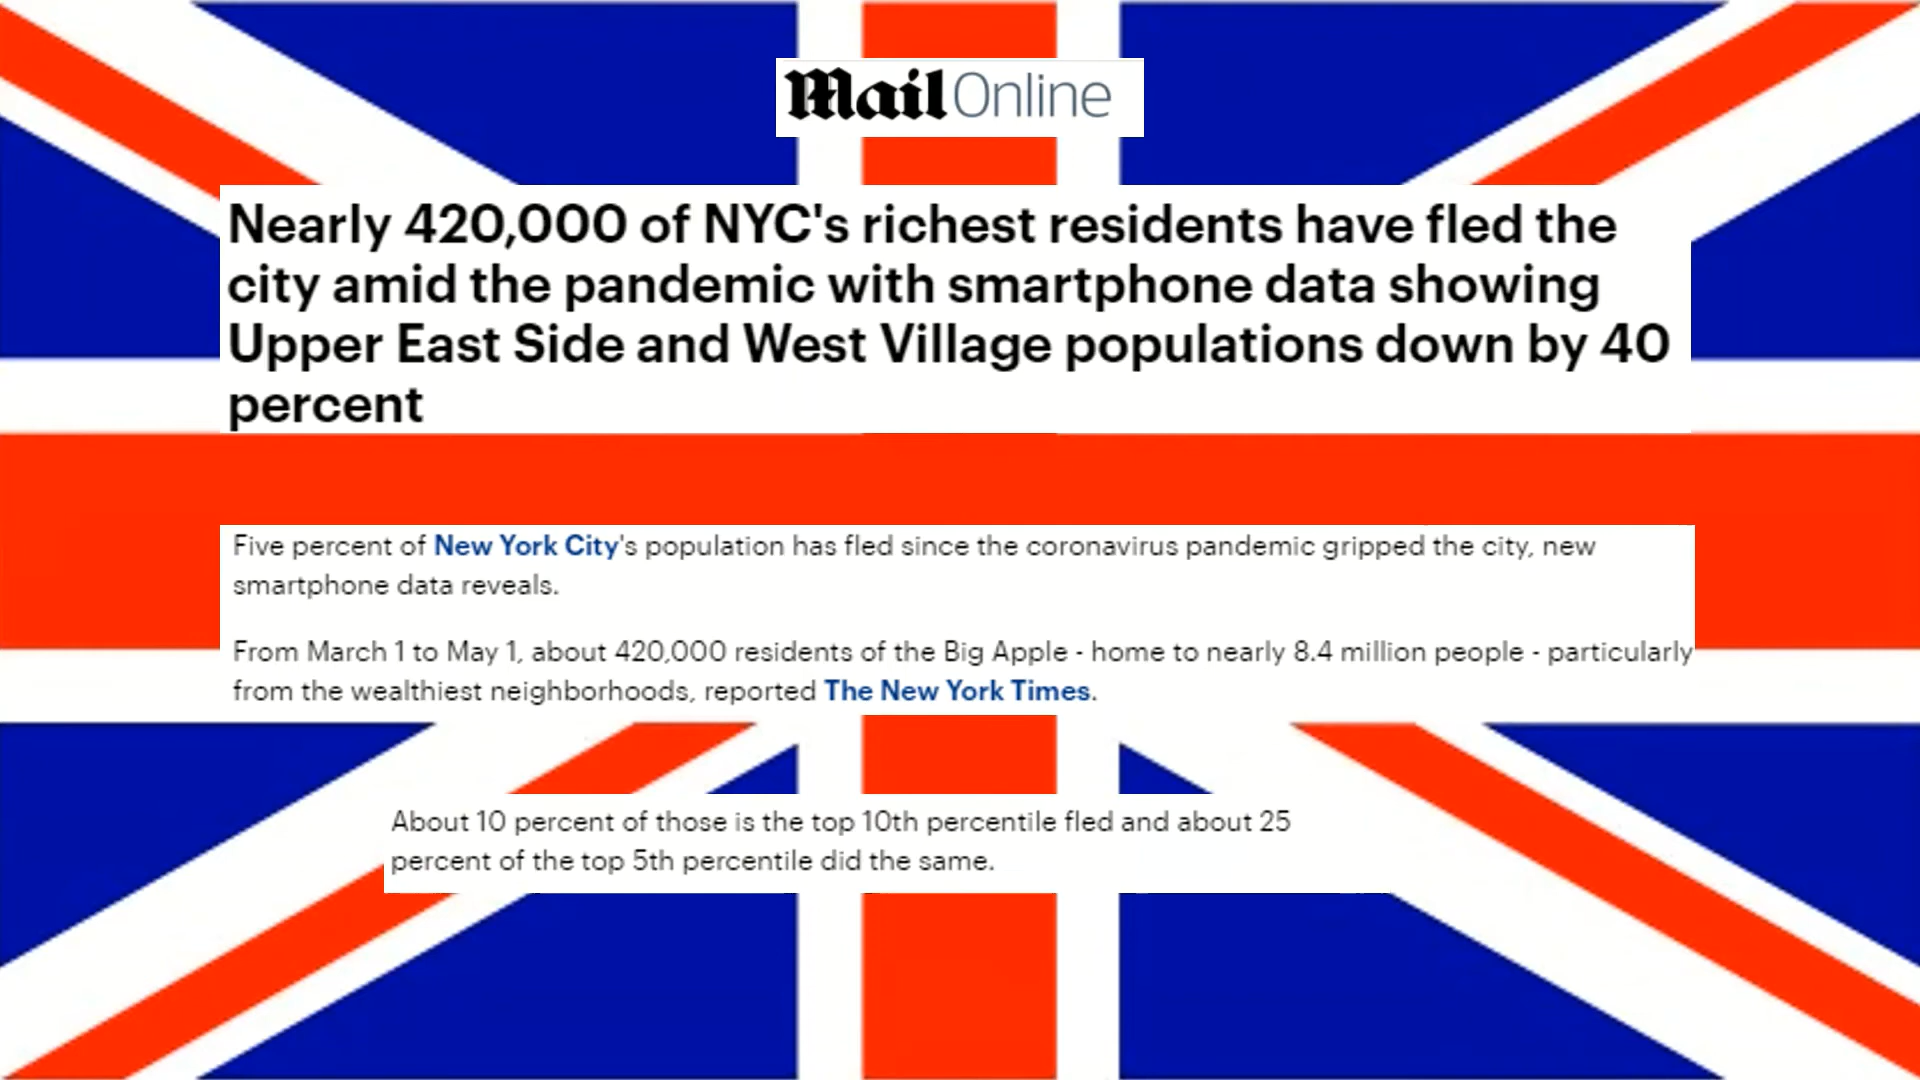 Mail Online
Nearly 420,000 of NYC's richest residents have fled the
city amid the pandemic with smartphone data showing
Upper East Side and West Village populations down by 40
percent
Five percent of New York City's population has fled since the coronavirus pandemic gripped the city, new
smartphone data reveals.
From March 1 to May 1, about 420,000 residents of the Big Apple - home to nearly 8.4 million people - particularly
from the wealthiest neighborhoods, reported The New York Times.
About 10 percent of those is the top 10th percentile fled and about 25
percent of the top 5th percentile did the same.